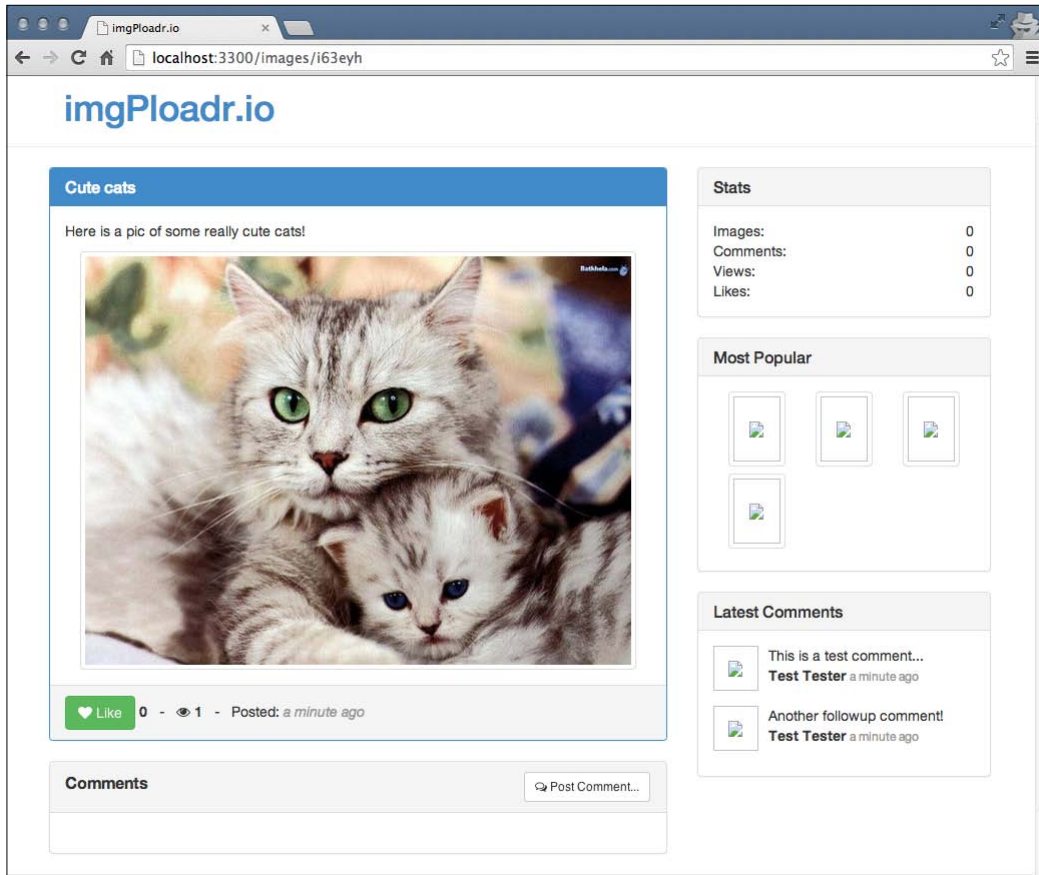 imgPloadr.io
localhost:3300/images/i63eyh
imgPloadr.io
Cute cats
Here is a pic of some really cute cats!
Batkhela.com
Like 0 - 1 - Posted: a minute ago
Comments
Post Comment...
Stats
Images: 0
Comments: 0
Views: 0
Likes: 0
Most Popular
Latest Comments
This is a test comment...
Test Tester a minute ago
Another followup comment!
Test Tester a minute ago